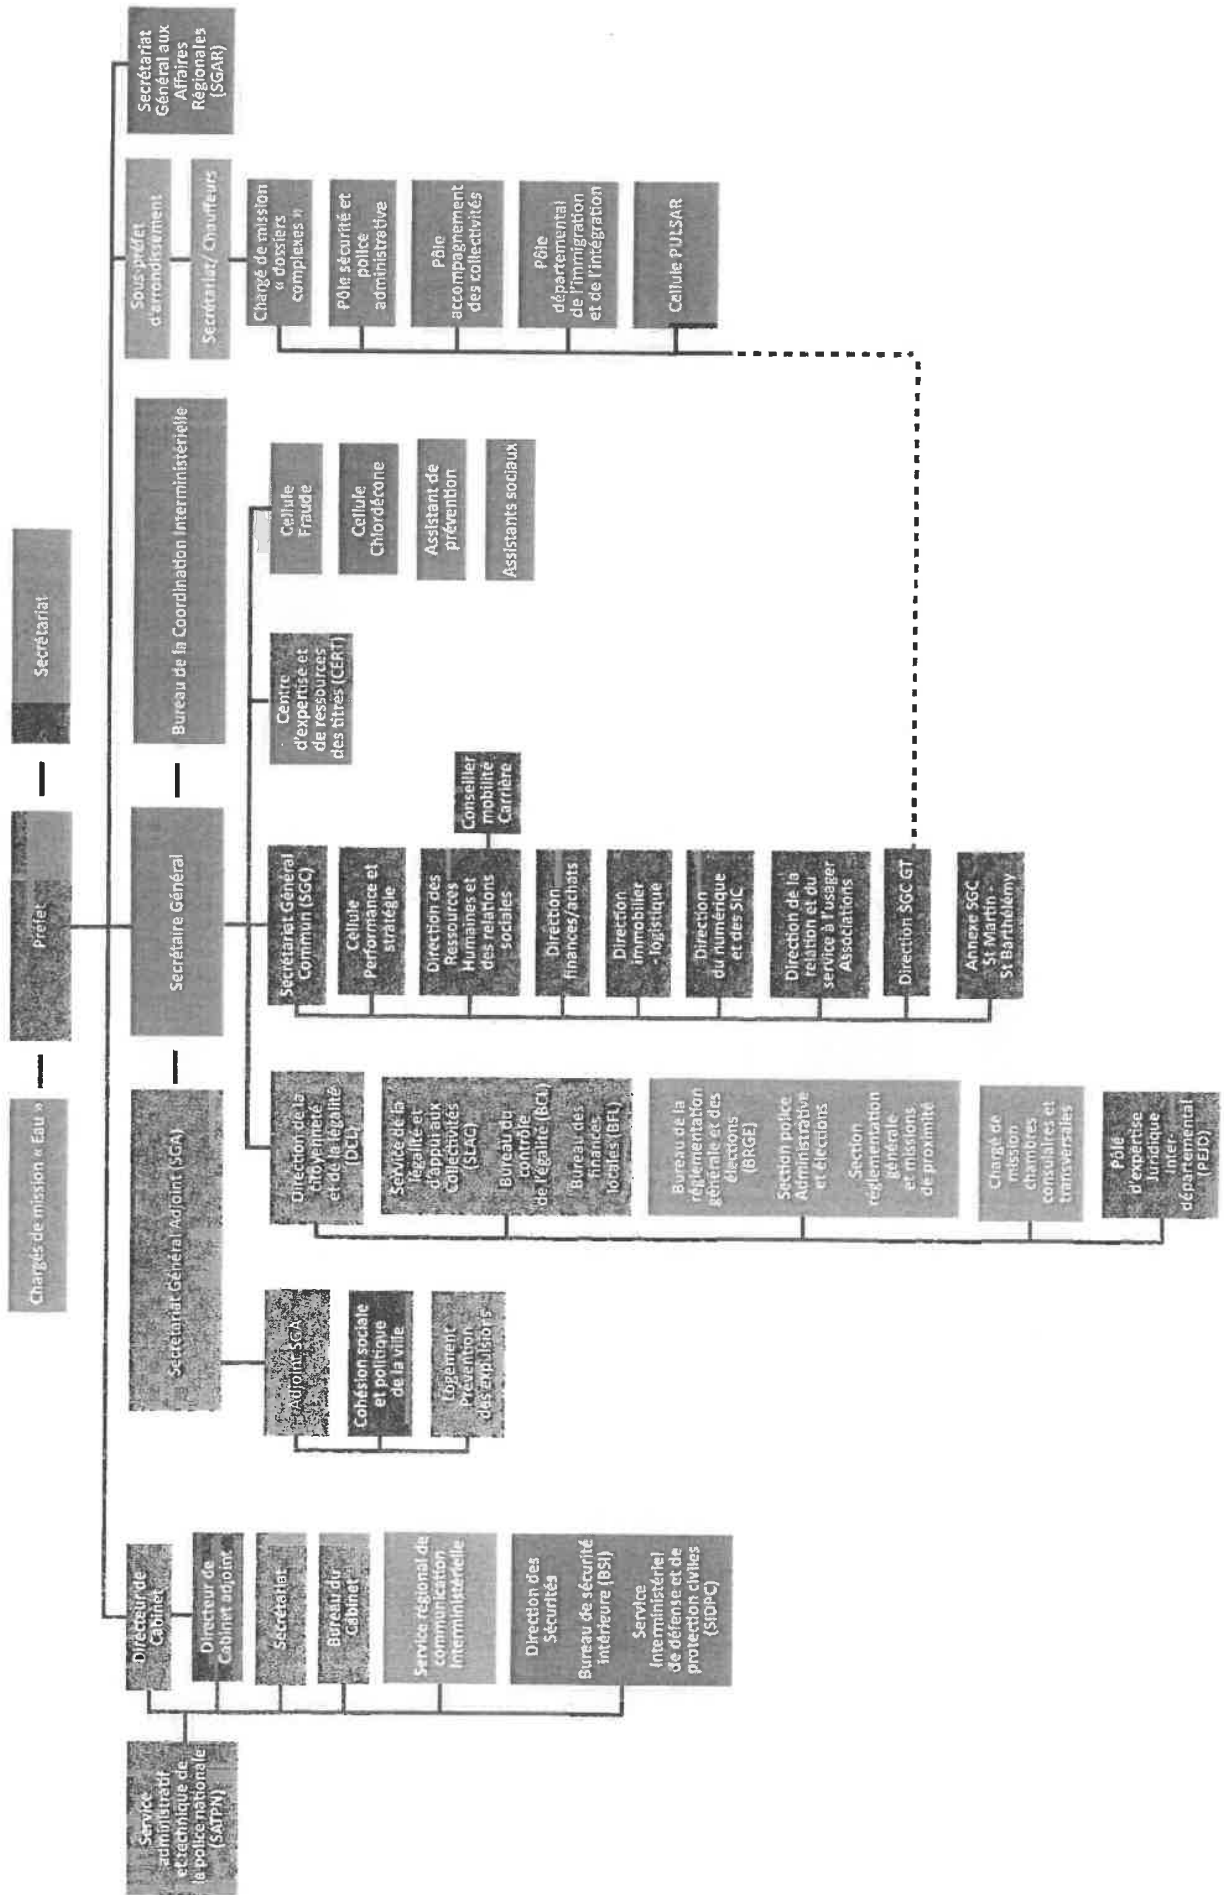 Chargés de mission « Eau »
Préfet
Secrétariat
Secrétariat Général Adjoint (SGA)
Secrétaire Général
Bureau de la Coordination Interministérielle
Service
administratif
et technique de
la police nationale
(SATPN)
Directeur de
Cabinet
Directeur de
Cabinet adjoint
Secrétariat
Bureau du
Cabinet
Service régional de
communication
Interministérielle
Direction des
Sécurités
Bureau de sécurité
intérieure (BSI)
Service
Interministériel
de défense et de
protection civiles
(SIDPC)
Adjoint SGA
Cohésion sociale
et politique
de la ville
Logement
Prévention
des expulsions
Direction de la
citoyenneté
et de la légalité
(DCL)
Service de la
légalité et
d'appui aux
Collectivités
(SLAC)
Bureau du
contrôle
de légalité (BCL)
Bureau des
finances
locales (BFL)
Bureau de la
réglementation
générale et des
élections
(BRGE)
Section police
Administrative
et élections
Section
réglementation
générale
et missions
de proximité
Chargé de
mission
chambres
consulaires et
transversales
Pôle
d'expertise
Juridique
Inter-
départemental
(PEJD)
Secrétariat Général
Commun (SGC)
Cellule
Performance et
stratégie
Direction des
Ressources
Humaines et
des relations
sociales
Conseiller
mobilité
Carrière
Direction
finances/achats
Direction
immobilier
-logistique
Direction
du numérique
et des SIC
Direction de la
relation et du
service à l'usager
Associations
Direction SGC GT
Annexe SGC
St Martin -
St Barthélémy
Centre
d'expertise et
de ressources
des titres (CERT)
Cellule
Fraude
Cellule
Chlordécone
Assistant de
prévention
Assistants sociaux
Sous-préfet
d'arrondissement
Secrétariat/ Chauffeurs
Chargé de mission
« dossiers
complexes »
Pôle sécurité et
police
administrative
Pôle
accompagnement
des collectivités
Pôle
départemental
de l'immigration
et de l'intégration
Cellule PULSAR
Secrétariat
Général aux
Affaires
Régionales
(SGAR)